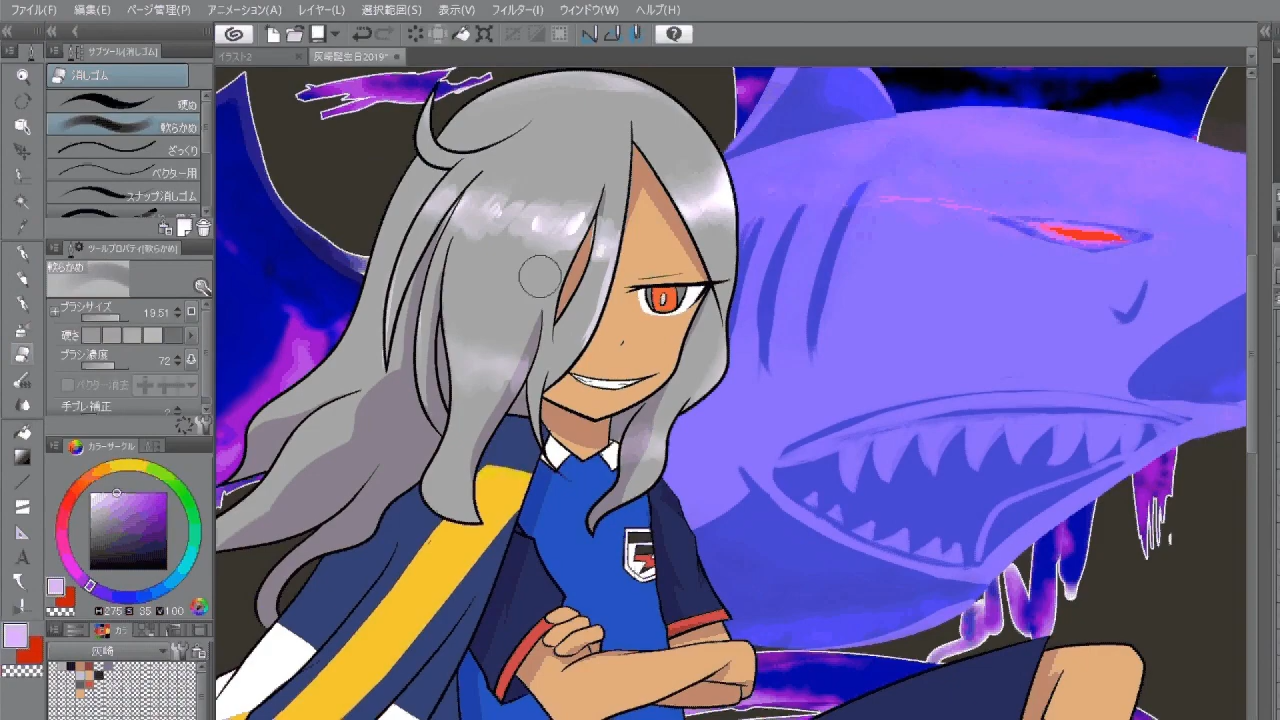 ファイル(F) 編集(E) ページ管理(P) アニメーション(A) レイヤー(L) 選択範囲(S) 表示(V) フィルター(I) ウィンドウ(W) ヘルプ(H)
サブツール[消しゴム]
イラスト2 灰崎誕生日2019*
消しゴム
硬め
軟らかめ
ざっくり
ベクター用
スナップ消しゴム
ツールプロパティ[軟らかめ]
軟らかめ
ブラシサイズ 19.51
硬さ
ブラシ濃度 72
ベクター消去
手ブレ補正
カラーサークル
H 275 S 35 V 100
カラ
灰崎